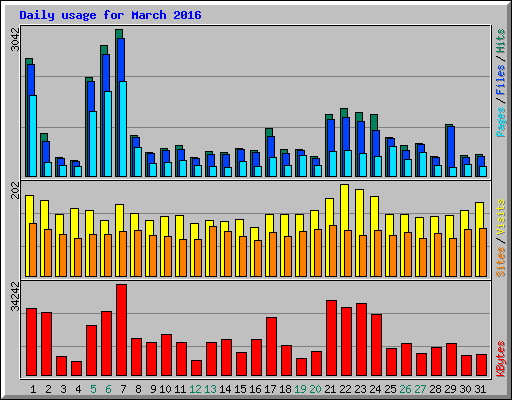 Daily usage for March 2016
3042
Pages / Files / Hits
202
Sites / Visits
34242
KBytes
1 2 3 4 5 6 7 8 9 10 11 12 13 14 15 16 17 18 19 20 21 22 23 24 25 26 27 28 29 30 31